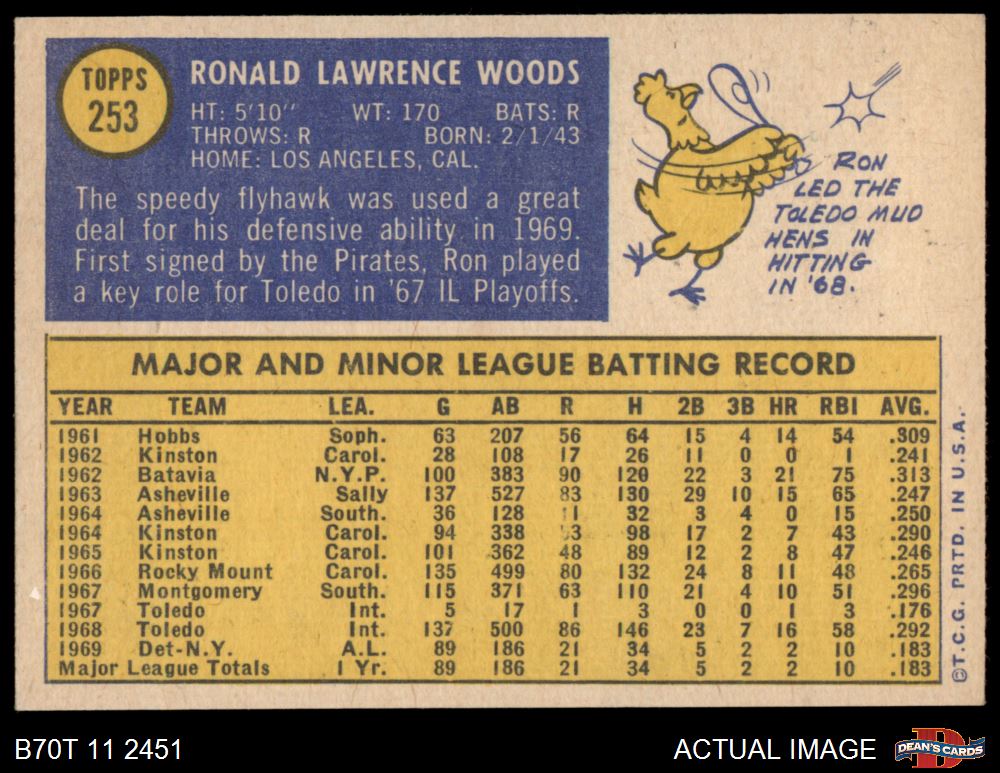 TOPPS
253
RONALD LAWRENCE WOODS
HT: 5'10" WT: 170 BATS: R
THROWS: R BORN: 2/1/43
HOME: LOS ANGELES, CAL.
The speedy flyhawk was used a great
deal for his defensive ability in 1969.
First signed by the Pirates, Ron played
a key role for Toledo in '67 IL Playoffs.
RON
LED THE
TOLEDO MUD
HENS IN
HITTING
IN '68.
MAJOR AND MINOR LEAGUE BATTING RECORD
YEAR TEAM LEA. G AB R H 2B 3B HR RBI AVG.
1961 Hobbs Soph. 63 207 56 64 15 4 14 54 .309
1962 Kinston Carol. 28 108 17 26 11 0 0 1 .241
1962 Batavia N.Y.P. 100 383 90 120 22 3 21 75 .313
1963 Asheville Sally 137 527 83 130 29 10 15 65 .247
1964 Asheville South. 36 128 11 32 3 4 0 15 .250
1964 Kinston Carol. 94 338 98 17 2 7 43 .290
1965 Kinston Carol. 101 362 48 89 12 2 8 47 .246
1966 Rocky Mount Carol. 135 499 80 132 24 8 11 48 .265
1967 Montgomery South. 115 371 63 110 21 4 10 51 .296
1967 Toledo Int. 5 17 1 3 0 0 1 3 .176
1968 Toledo Int. 137 500 86 146 23 7 16 58 .292
1969 Det-N.Y. A.L. 89 186 21 34 5 2 2 10 .183
Major League Totals 1 Yr. 89 186 21 34 5 2 2 10 .183
©T.C.G. PRTD. IN U.S.A.
B70T 11 2451
ACTUAL IMAGE
D
DEAN'S CARDS